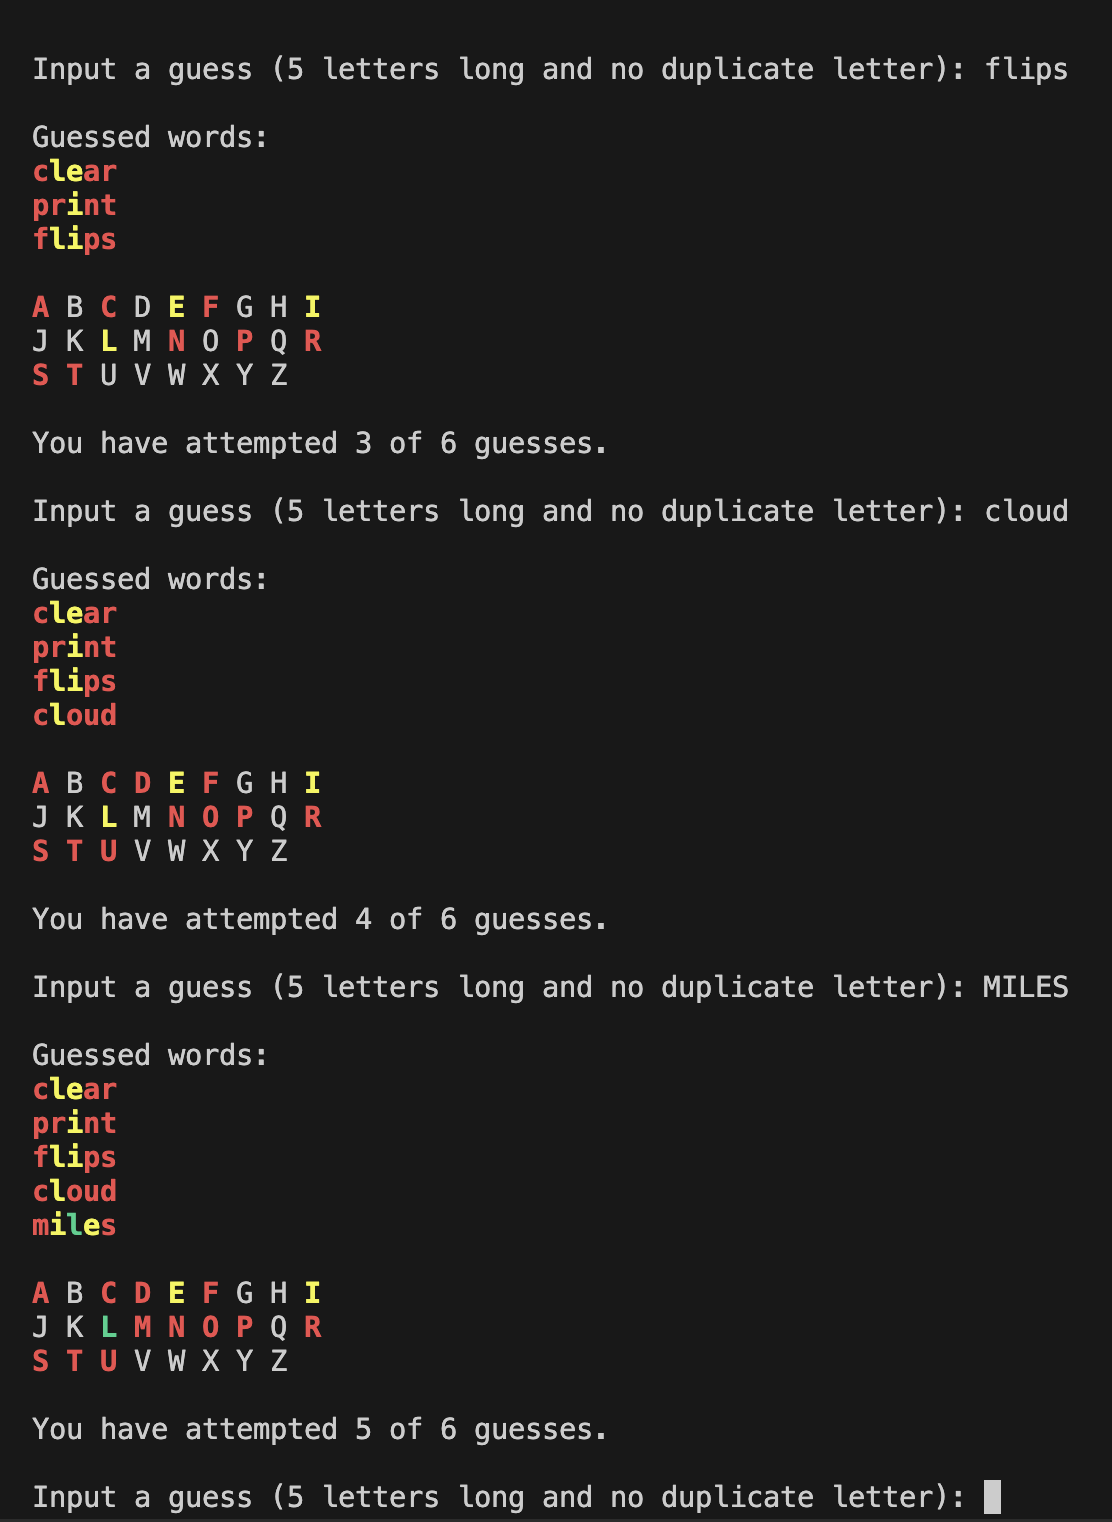 Input a guess (5 letters long and no duplicate letter): flips
Guessed words:
clear
print
flips
A B C D E F G H I
J K L M N O P Q R
S T U V W X Y Z
You have attempted 3 of 6 guesses.
Input a guess (5 letters long and no duplicate letter): cloud
Guessed words:
clear
print
flips
cloud
A B C D E F G H I
J K L M N O P Q R
S T U V W X Y Z
You have attempted 4 of 6 guesses.
Input a guess (5 letters long and no duplicate letter): MILES
Guessed words:
clear
print
flips
cloud
miles
A B C D E F G H I
J K L M N O P Q R
S T U V W X Y Z
You have attempted 5 of 6 guesses.
Input a guess (5 letters long and no duplicate letter):